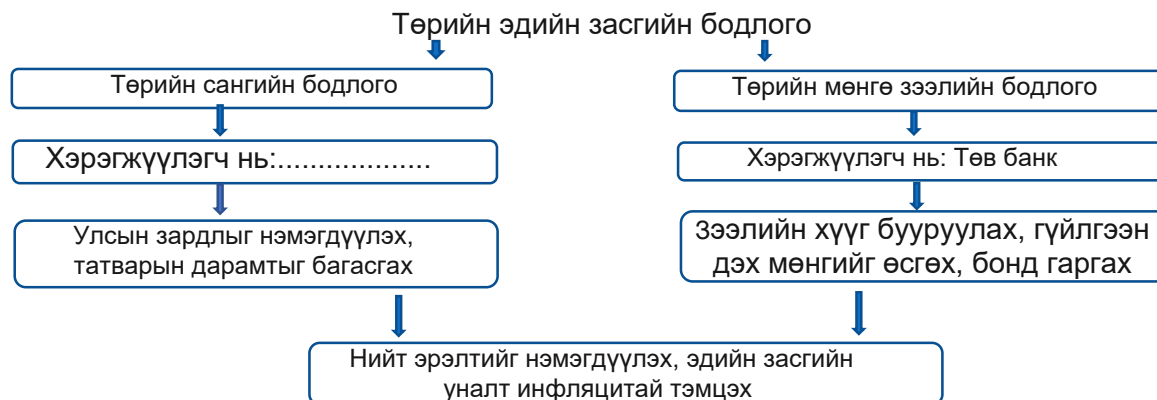 Төрийн эдийн засгийн бодлого
Төрийн сангийн бодлого
Төрийн мөнгө зээлийн бодлого
Хэрэгжүүлэгч нь:...................
Хэрэгжүүлэгч нь: Төв банк
Улсын зардлыг нэмэгдүүлэх,
татварын дарамтыг багасгах
Зээлийн хүүг бууруулах, гүйлгээн
дэх мөнгийг өсгөх, бонд гаргах
Нийт эрэлтийг нэмэгдүүлэх, эдийн засгийн
уналт инфляцитай тэмцэх